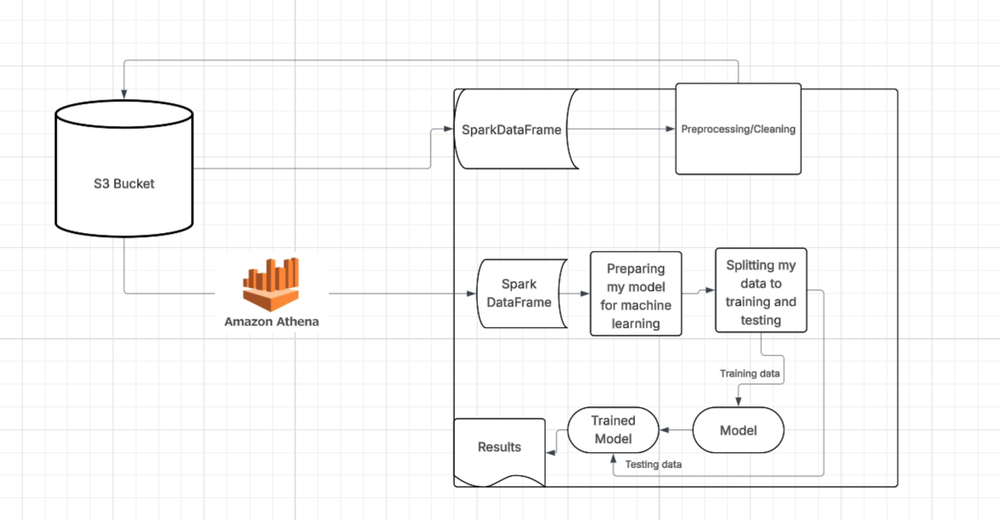 SparkDataFrame
Preprocessing/Cleaning
S3 Bucket
Amazon Athena
Spark
DataFrame
Preparing
my model
for machine
learning
Splitting my
data to
training and
testing
Training data
Model
Trained
Model
Results
Testing data